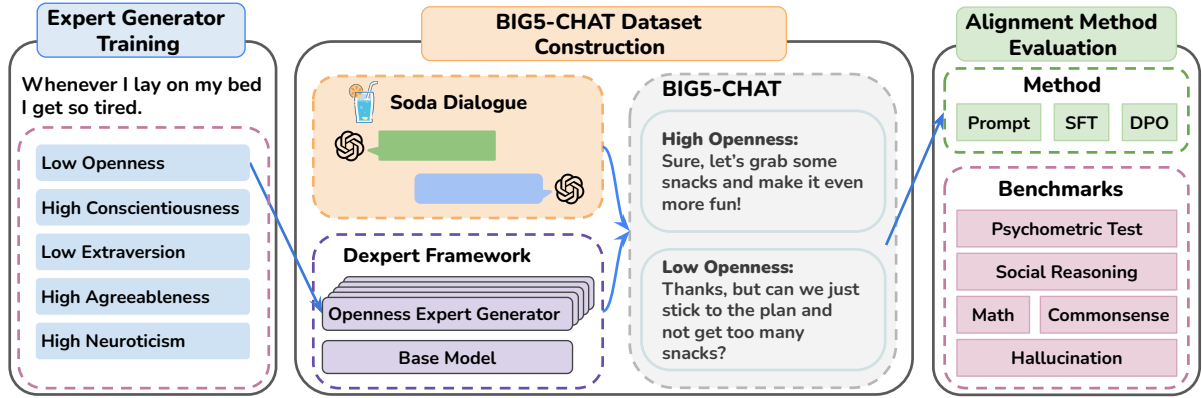 Expert Generator
Training
Whenever I lay on my bed
I get so tired.
Low Openness
High Conscientiousness
Low Extraversion
High Agreeableness
High Neuroticism
BIG5-CHAT Dataset
Construction
Soda Dialogue
Dexpert Framework
Openness Expert Generator
Base Model
BIG5-CHAT
High Openness:
Sure, let's grab some
snacks and make it even
more fun!
Low Openness:
Thanks, but can we just
stick to the plan and
not get too many
snacks?
Alignment Method
Evaluation
Method
Prompt
SFT
DPO
Benchmarks
Psychometric Test
Social Reasoning
Math
Commonsense
Hallucination